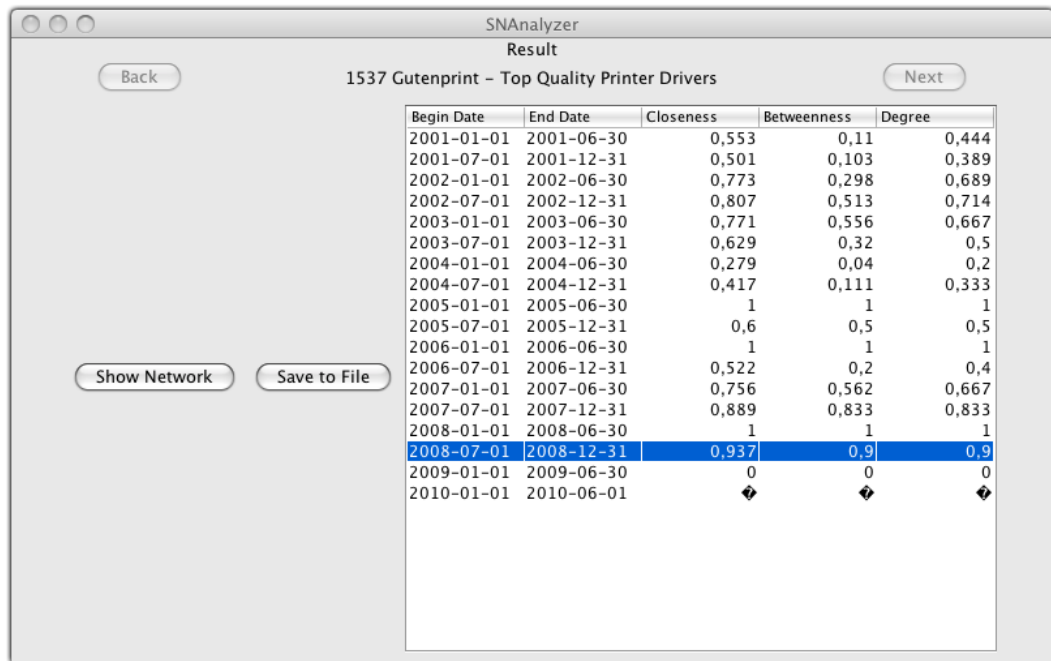 SNAnalyzer
Result
Back
1537 Gutenprint – Top Quality Printer Drivers
Next
Begin Date End Date Closeness Betweenness Degree
2001-01-01 2001-06-30 0,553 0,11 0,444
2001-07-01 2001-12-31 0,501 0,103 0,389
2002-01-01 2002-06-30 0,773 0,298 0,689
2002-07-01 2002-12-31 0,807 0,513 0,714
2003-01-01 2003-06-30 0,771 0,556 0,667
2003-07-01 2003-12-31 0,629 0,32 0,5
2004-01-01 2004-06-30 0,279 0,04 0,2
2004-07-01 2004-12-31 0,417 0,111 0,333
2005-01-01 2005-06-30 1 1 1
2005-07-01 2005-12-31 0,6 0,5 0,5
2006-01-01 2006-06-30 1 1 1
2006-07-01 2006-12-31 0,522 0,2 0,4
2007-01-01 2007-06-30 0,756 0,562 0,667
2007-07-01 2007-12-31 0,889 0,833 0,833
2008-01-01 2008-06-30 1 1 1
2008-07-01 2008-12-31 0,937 0,9 0,9
2009-01-01 2009-06-30 0 0 0
2010-01-01 2010-06-01 � � �
Show Network
Save to File